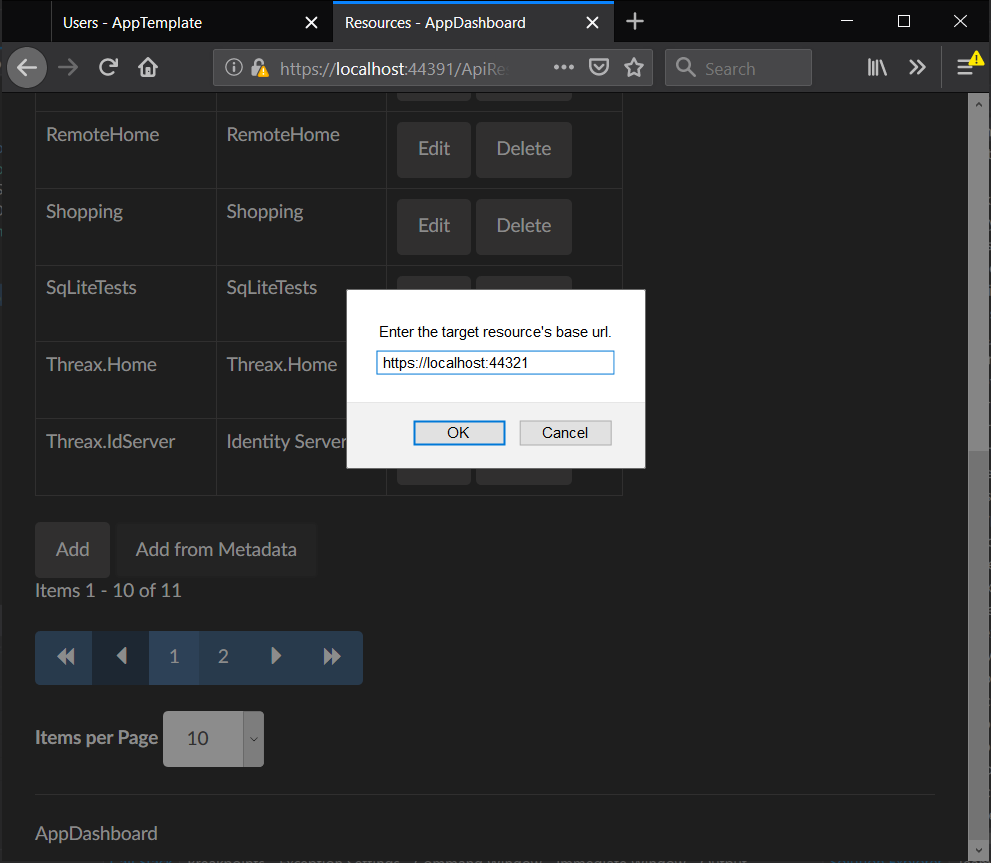 Users - AppTemplate
Resources - AppDashboard
https://localhost:44391/ApiRes
Search
RemoteHome RemoteHome Edit Delete
Shopping Shopping Edit Delete
SqLiteTests SqLiteTests
Enter the target resource's base url.
https://localhost:44321
Threax.Home Threax.Home
OK Cancel
Threax.IdServer Identity Server
Add Add from Metadata
Items 1 - 10 of 11
1 2
Items per Page 10
AppDashboard